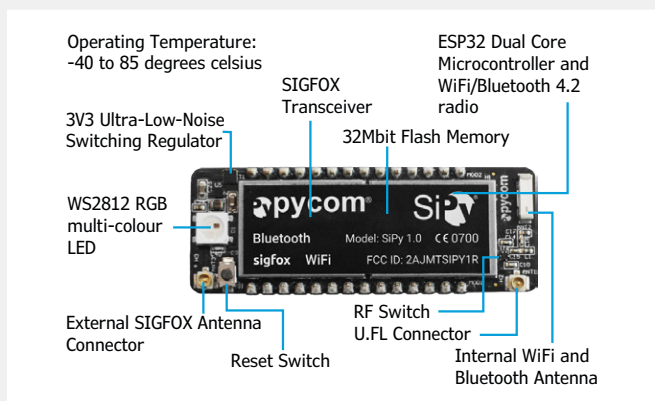 Operating Temperature:
-40 to 85 degrees celsius
ESP32 Dual Core
Microcontroller and
WiFi/Bluetooth 4.2
radio
SIGFOX
Transceiver
3V3 Ultra-Low-Noise
Switching Regulator
32Mbit Flash Memory
WS2812 RGB
multi-colour
LED
pycom®
SiPy
pycom
Bluetooth
Model: SiPy 1.0
CE0700
sigfox
WiFi
FCC ID: 2AJMTSIPY1R
External SIGFOX Antenna
Connector
Reset Switch
RF Switch
U.FL Connector
Internal WiFi and
Bluetooth Antenna